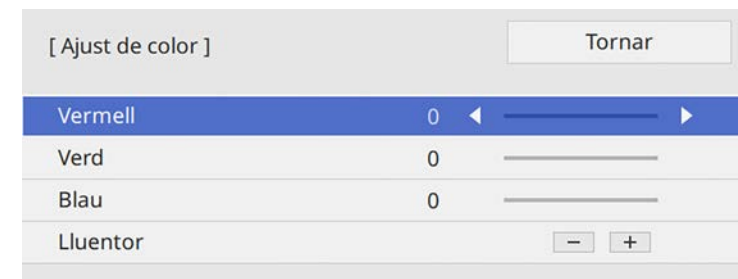 [ Ajust de color ] Tornar
Vermell 0
Verd 0
Blau 0
Lluentor − +